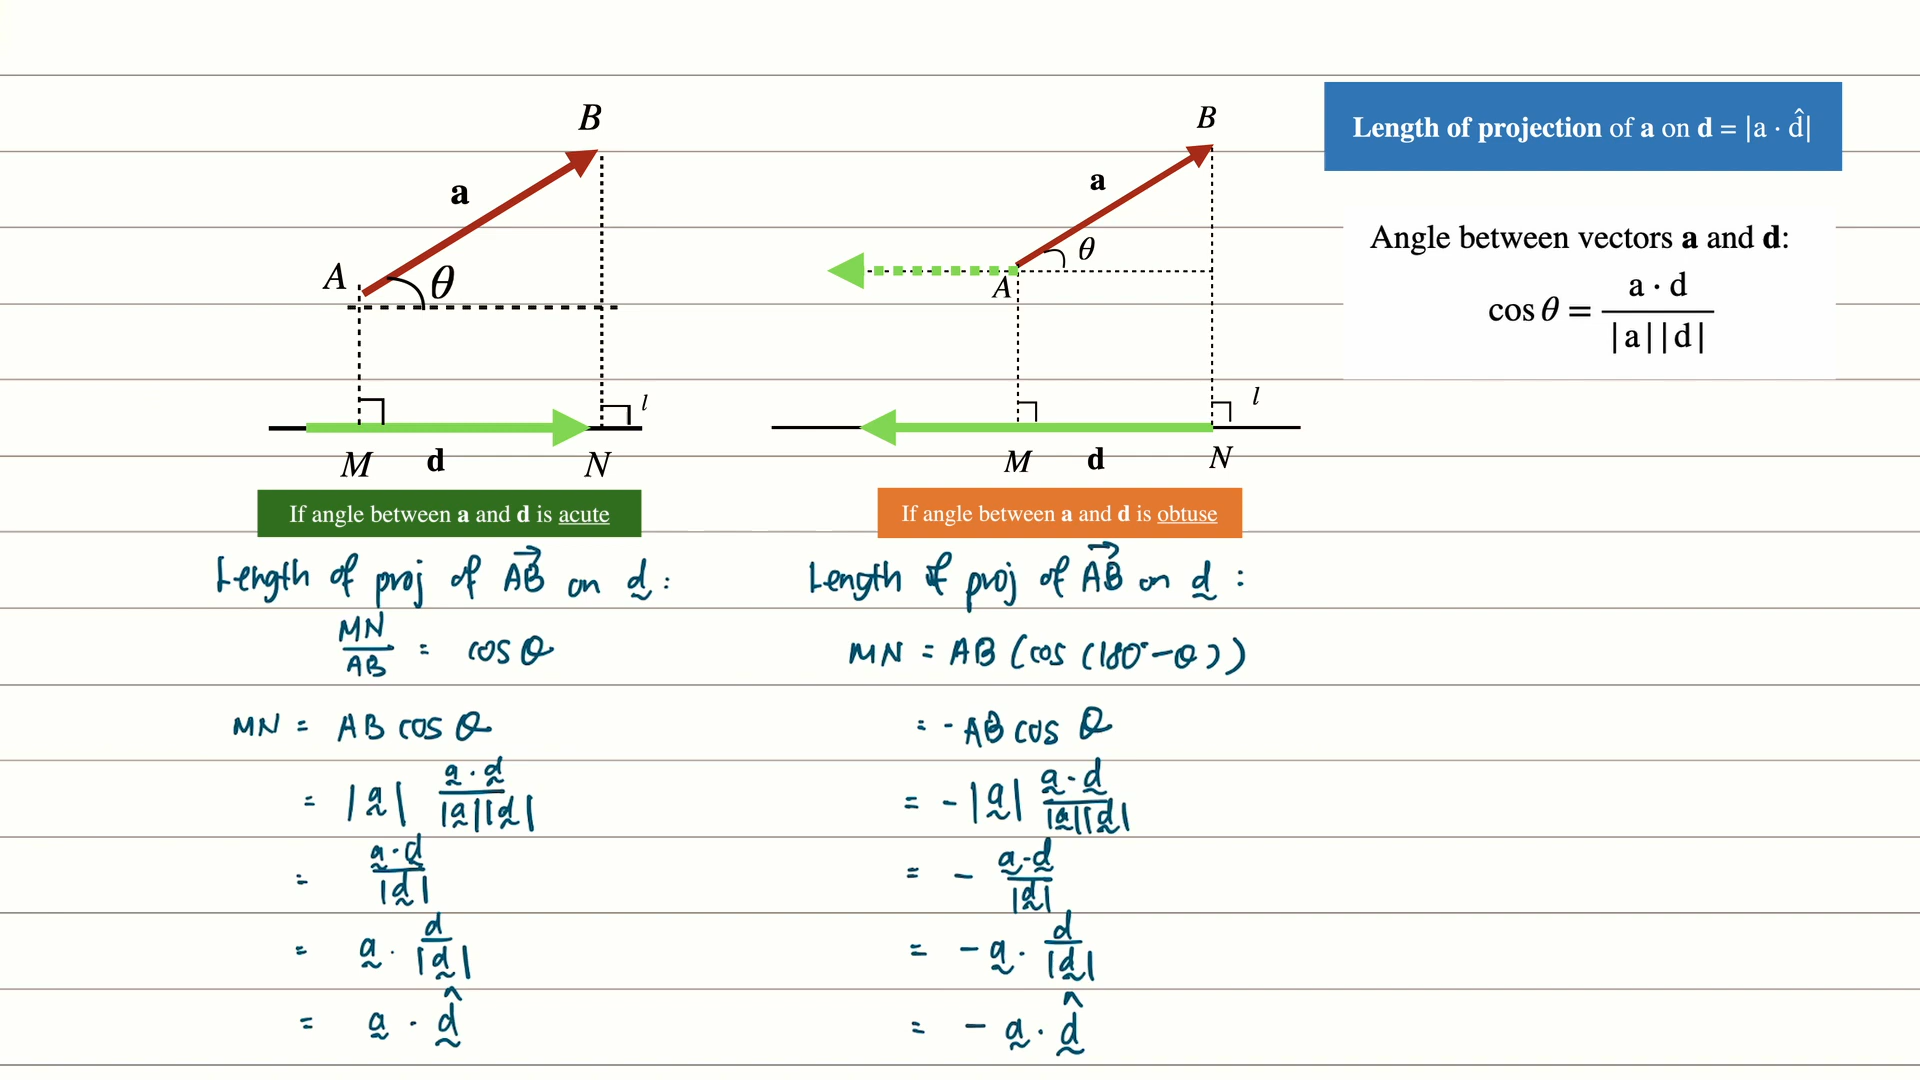 B
a
A
θ
l
M
d
N
If angle between a and d is acute
Length of proj of AB on d :
MN/AB = cos θ
MN = AB cos θ
= |a| a · d/|a||d|
= a · d/|d|
= a · d/|d|
= a · d̂
B
a
θ
A
l
M
d
N
If angle between a and d is obtuse
Length of proj of AB on d :
MN = AB (cos (180° - θ))
= - AB cos θ
= - |a| a · d/|a||d|
= - a · d/|d|
= - a · d/|d|
= - a · d̂
Length of projection of a on d = |a · d̂|
Angle between vectors a and d:
cos θ = a · d/|a||d|